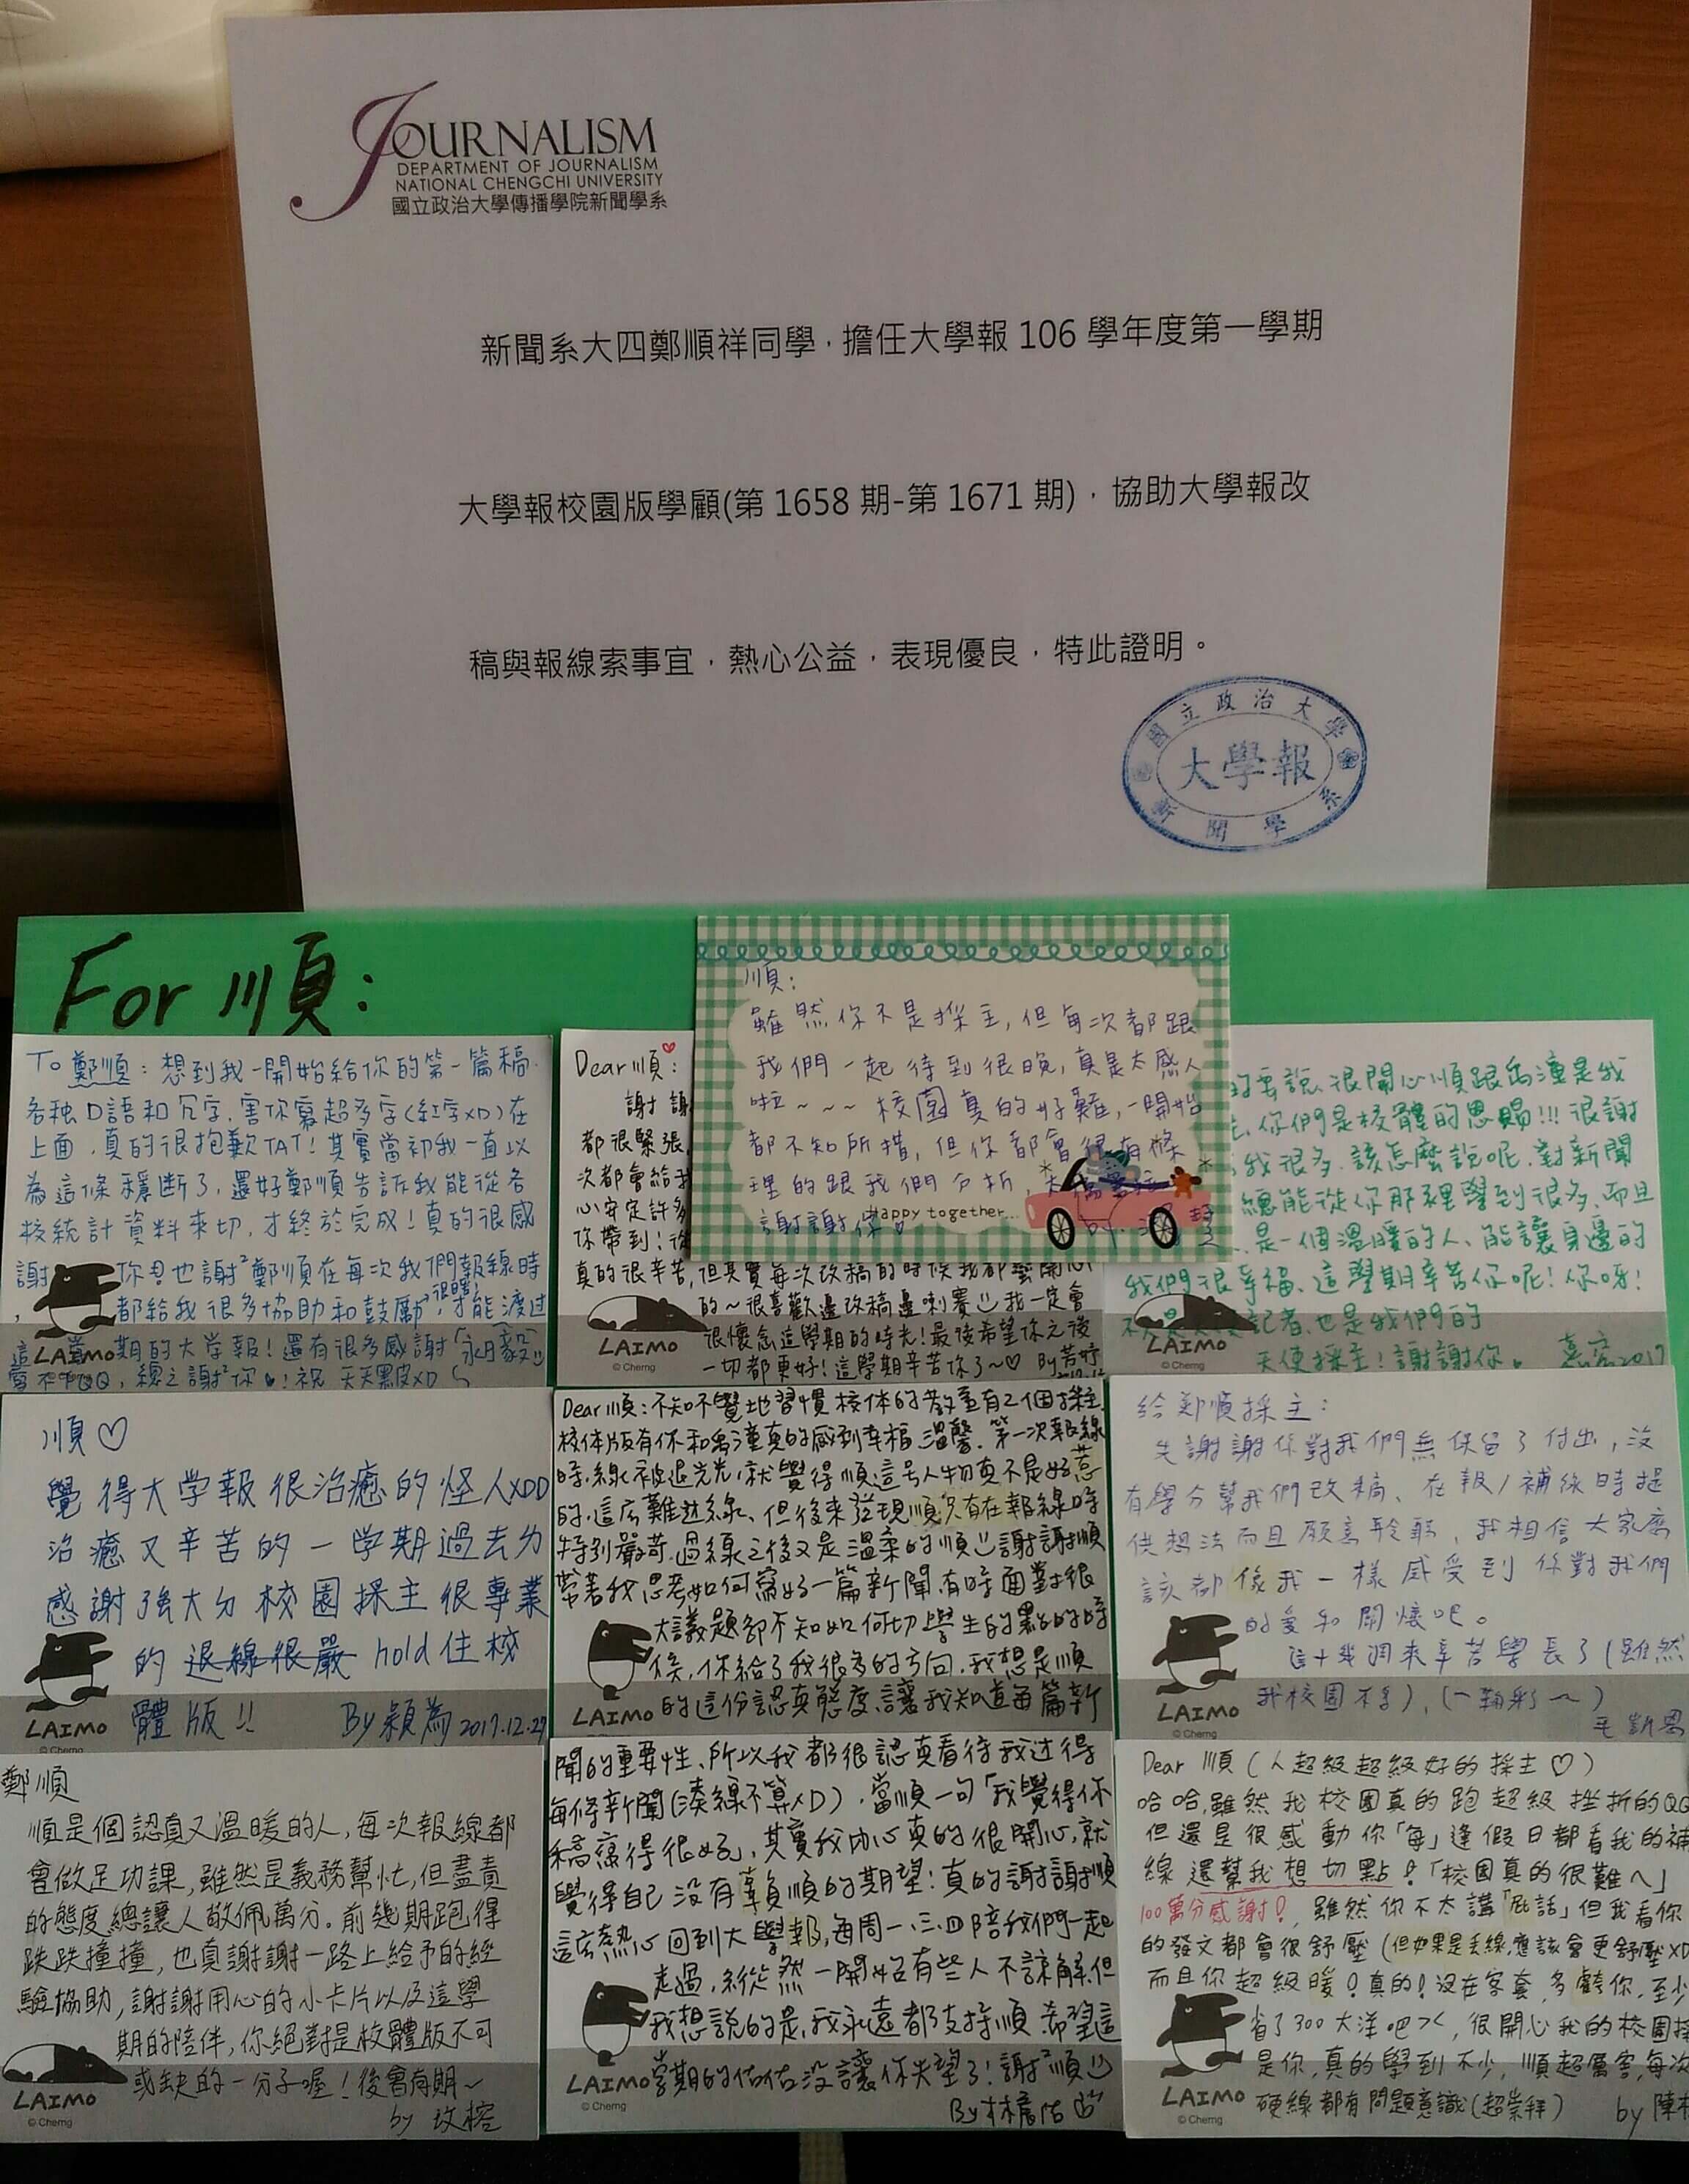 JOURNALISM
DEPARTMENT OF JOURNALISM
NATIONAL CHENGCHI UNIVERSITY
國立政治大學傳播學院新聞學系
新聞系大四鄭順祥同學，擔任大學報 106 學年度第一學期
大學報校園版學顧(第 1658 期-第 1671 期)，協助大學報改
稿與報線索事宜，熱心公益，表現優良，特此證明。
國立政治大學
大學報
新聞學系
For 順：
To 鄭順：想到我一開始給你的第一篇稿
各種口語和冗字，害你寫超多字(紅字XD)在
上面，真的很抱歉TAT！其實當初我一直以
為這條穩斷了，還好鄭順告訴我能從各
校統計資料來切，才終於完成！真的很感
謝你！也謝²鄭順在每次我們報線時
都給我很多協助和鼓勵，才能渡過
這期的大学報！還有很多感謝
寫不下QQ，總之謝²你♥！祝 天天黑皮XD
LAIMO
Dear 順：
謝謝
都很緊張，
次都會給我
心安定許多
你帶到！從
真的很辛苦，但其實每次改稿的時候我都蠻開心
的～很喜歡邊改稿邊喇賽 我一定會
很懷念這學期的時光！最後希望你之後
一切都更好！這學期辛苦你了～♡ By 若妤
LAIMO
© Cherng
順：
雖然你不是採主，但每次都跟
我們一起待到很晚，真是太感人
啦～～～校園真的好難，一開始
都不知所措，但你都會很有條
理的跟我們分析，
謝謝你
Happy together...
的要說，很開心順跟禹瀍是我
你們是校體的恩賜!!!很謝
我很多，該怎麼說呢，對新聞
總能從你那裡學到很多，而且
是一個溫暖的人、能讓身邊的
我們很幸福，這學期辛苦你呢！你呀！
記者，也是我們的
天使採主！謝謝你 2017
LAIMO
© Cherng
順♡
覺得大学報很治癒的怪人XDD
治癒又辛苦的一学期過去ㄌ
感謝強大ㄉ校園採主很專業
的 退線很嚴 hold住校
體版!! By穎為 2017.12.27
LAIMO
© Cherng
Dear順：不知不覺地習慣校体的教室有2個採主，
校体版有你和禹瀍真的感到幸福、溫馨。第一次報線
時，線被退光光，就覺得順這号人物真不是好惹
的，這麼難過線，但後來發現順只有在報線時
特別嚴苛，過線之後又是溫柔的順 謝謝順
帶著我思考如何寫好一篇新聞，有時面對很
大議題卻不知如何切學生的點的時
候，你給了我很多的方向，我想是順
的這份認真態度，讓我知道每篇新
LAIMO
給鄭順採主：
先謝謝你對我們無保留ㄉ付出，沒
有學分幫我們改稿、在報/補線時提
供想法而且願意聆聽，我相信大家應
該都像我一樣感受到你對我們
的愛和關懷吧。
這十幾週來辛苦學長了(雖然
我校園不多)，(一鞠躬～)
LAIMO
© Cherng
鄭順
順是個認真又溫暖的人，每次報線都
會做足功課，雖然是義務幫忙，但盡責
的態度總讓人敬佩萬分。前幾期跑得
跌跌撞撞，也真謝謝一路上給予的經
驗協助，謝謝用心的小卡片以及這學
期的陪伴，你絕對是校體版不可
或缺的一分子喔！後會有期～
by 玟榕
LAIMO
© Cherng
聞的重要性，所以我都很認真看待我过得
每條新聞(湊線不算XD)，當順一句「我覺得你
稿寫得很好」，其實我內心真的很開心，就
覺得自己沒有辜負順的期望；真的謝謝順
這麼熱心回到大學報，每周一、三、四陪我們一起
走過，縱然一開始有些人不諒解，但
我想說的是，我永遠都支持順，希望這
學期的佑佑沒讓你失望了！謝²順
LAIMO
© Cherng
Dear 順 (人超級超級好的採主♡)
哈哈，雖然我校園真的跑超級挫折的QQ
但還是很感動你「每」逢假日都看我的補
線 還幫我想切點！「校園真的很難ㄟ」
100萬分感謝！，雖然你不太講「屁話」但我看你
的發文都會很舒壓(但如果是丟線，應該會更舒壓XD
而且你超級暖！真的！沒在客套，多虧你，至少
省了300大洋吧><，很開心我的校園採
是你，真的學到不少，順超厲害，每次
硬線都有問題意識(超崇拜) by 陳
LAIMO
© Cherng